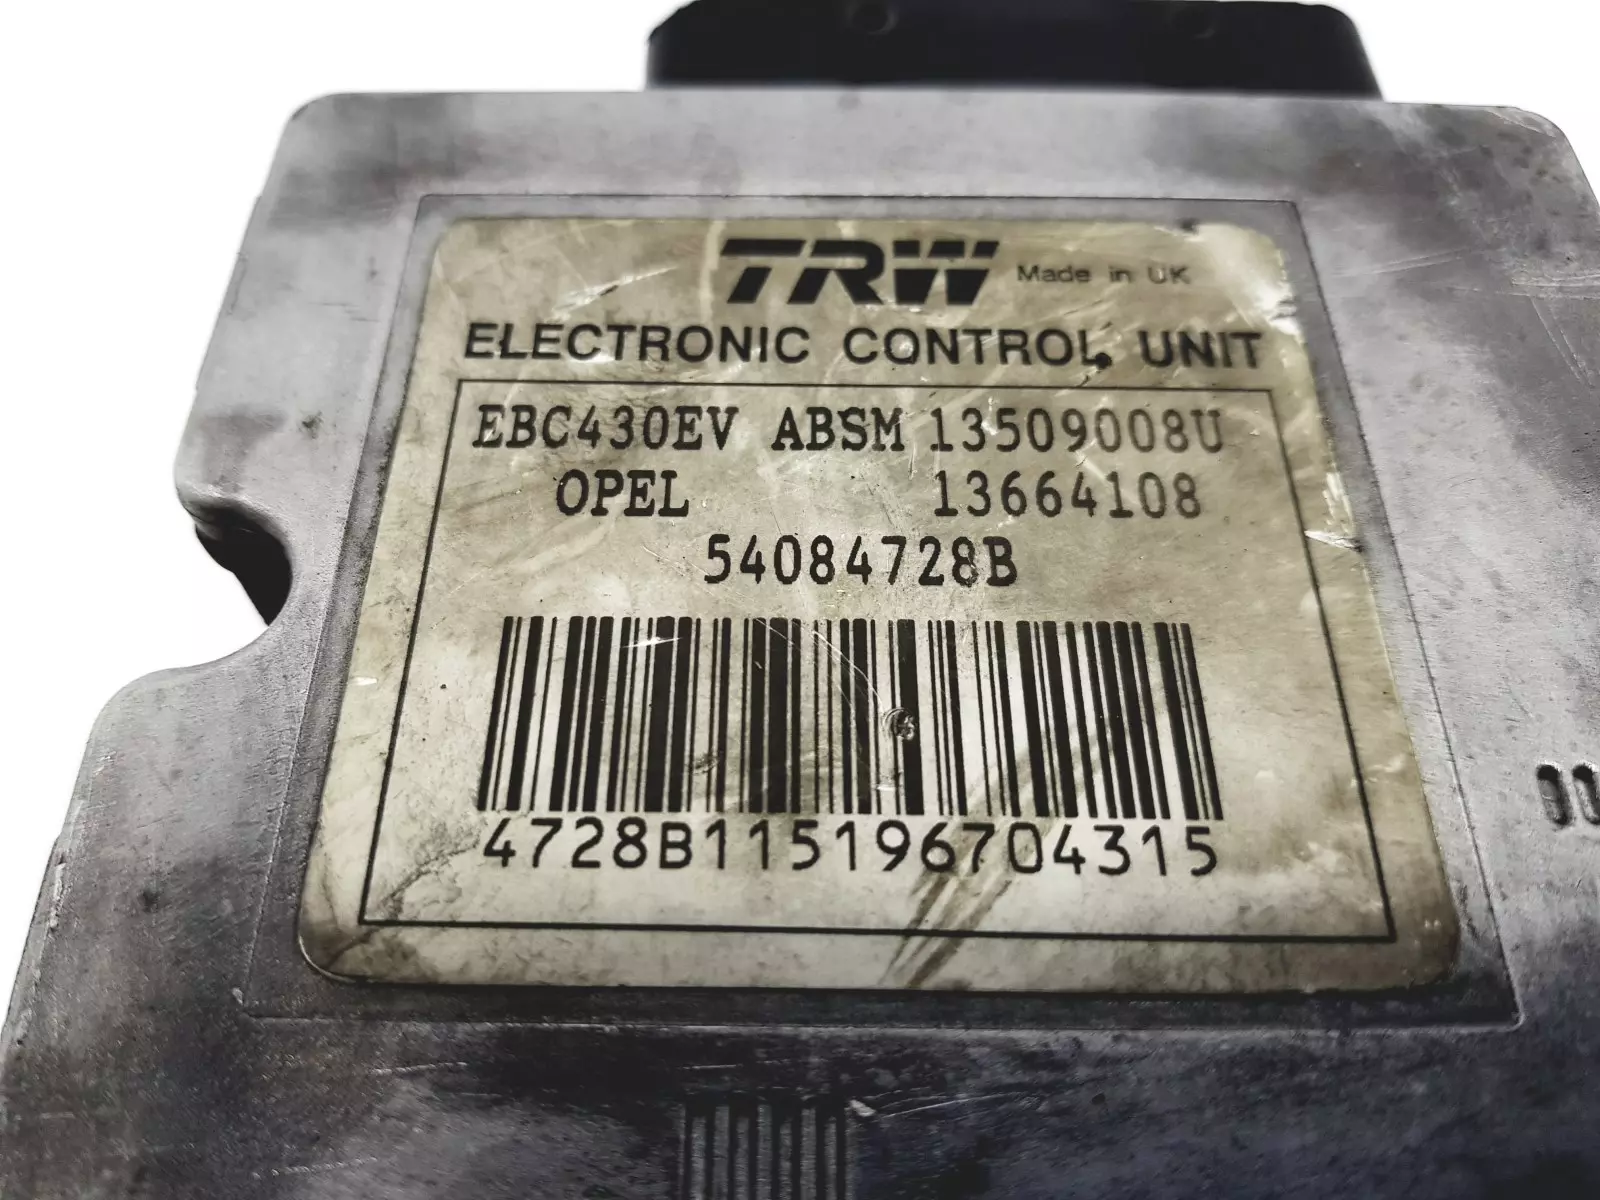 TRW Made in UK
ELECTRONIC CONTROL UNIT
EBC430EV ABSM 13509008U
OPEL 13664108
54084728B
4728B115196704315